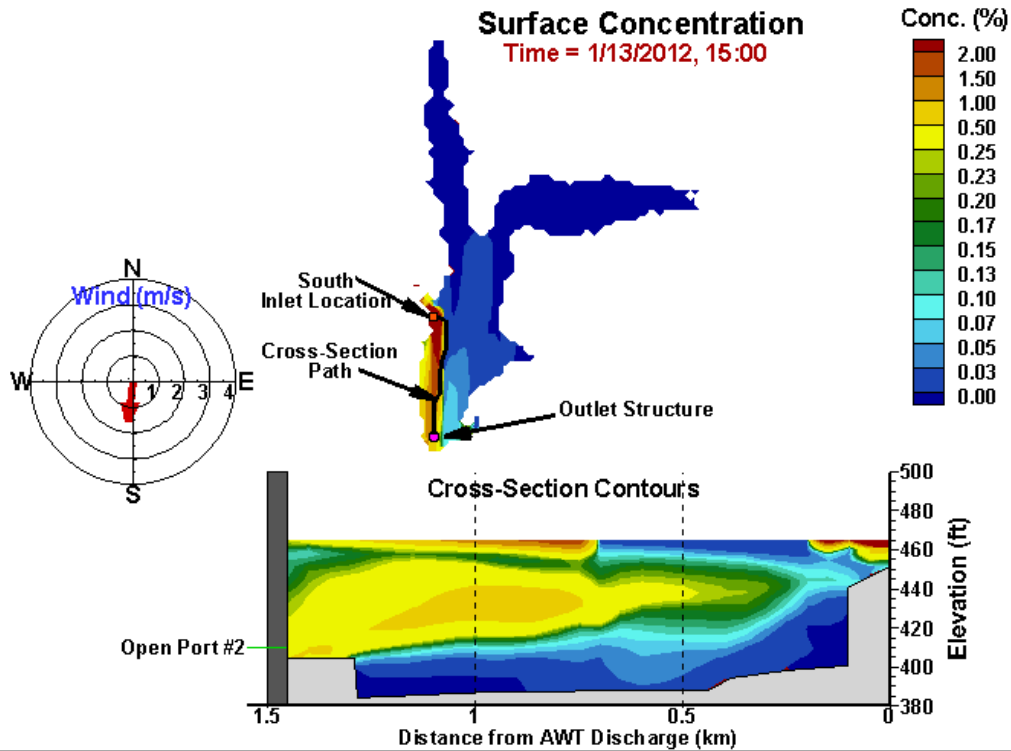 Surface Concentration
Time = 1/13/2012, 15:00
Conc. (%)
2.00
1.50
1.00
0.50
0.25
0.23
0.20
0.17
0.15
0.13
0.10
0.07
0.05
0.03
0.00
South
Inlet Location
Cross-Section
Path
Outlet Structure
N
Wind (m/s)
W
1 2 3 4
E
S
Cross-Section Contours
Open Port #2
500
480
460
440
420
400
380
Elevation (ft)
1.5 1 0.5 0
Distance from AWT Discharge (km)